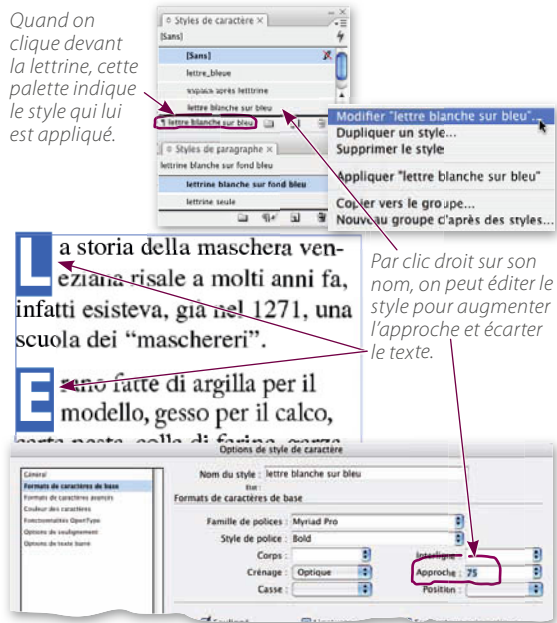 Quand on
clique devant
la lettrine, cette
palette indique
le style qui lui
est appliqué.
Styles de caractère
[Sans]
[Sans]
lettre_bleue
espace après lettrine
lettre blanche sur bleu
lettre blanche sur bleu
Styles de paragraphe
lettrine blanche sur fond bleu
lettrine blanche sur fond bleu
lettrine seule
Modifier "lettre blanche sur bleu"...
Dupliquer un style...
Supprimer le style
Appliquer "lettre blanche sur bleu"
Copier vers le groupe...
Nouveau groupe d'après des styles...
La storia della maschera ven-
eziana risale a molti anni fa,
infatti esisteva, già nel 1271, una
scuola dei “maschereri”.
Erano fatte di argilla per il
modello, gesso per il calco,
carta pesta, colla di farina, garza
Par clic droit sur son
nom, on peut éditer le
style pour augmenter
l’approche et écarter
le texte.
Options de style de caractère
Général
Formats de caractères de base
Formats de caractères avancés
Couleur des caractères
Fonctionnalités OpenType
Options de soulignement
Options de texte barré
Nom du style : lettre blanche sur bleu
Formats de caractères de base
Famille de polices : Myriad Pro
Style de police : Bold
Corps : Interligne :
Crénage : Optique Approche : 75
Casse : Position :